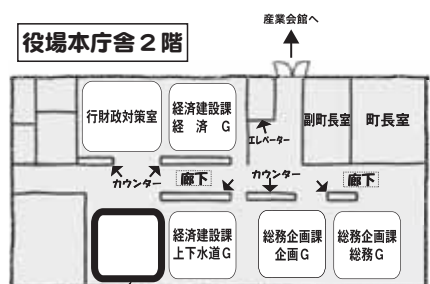 産業会館へ
役場本庁舎2階
行財政対策室
経済建設課
経済G
エレベーター
副町長室
町長室
カウンター
廊下
カウンター
廊下
経済建設課
上下水道G
総務企画課
企画G
総務企画課
総務G